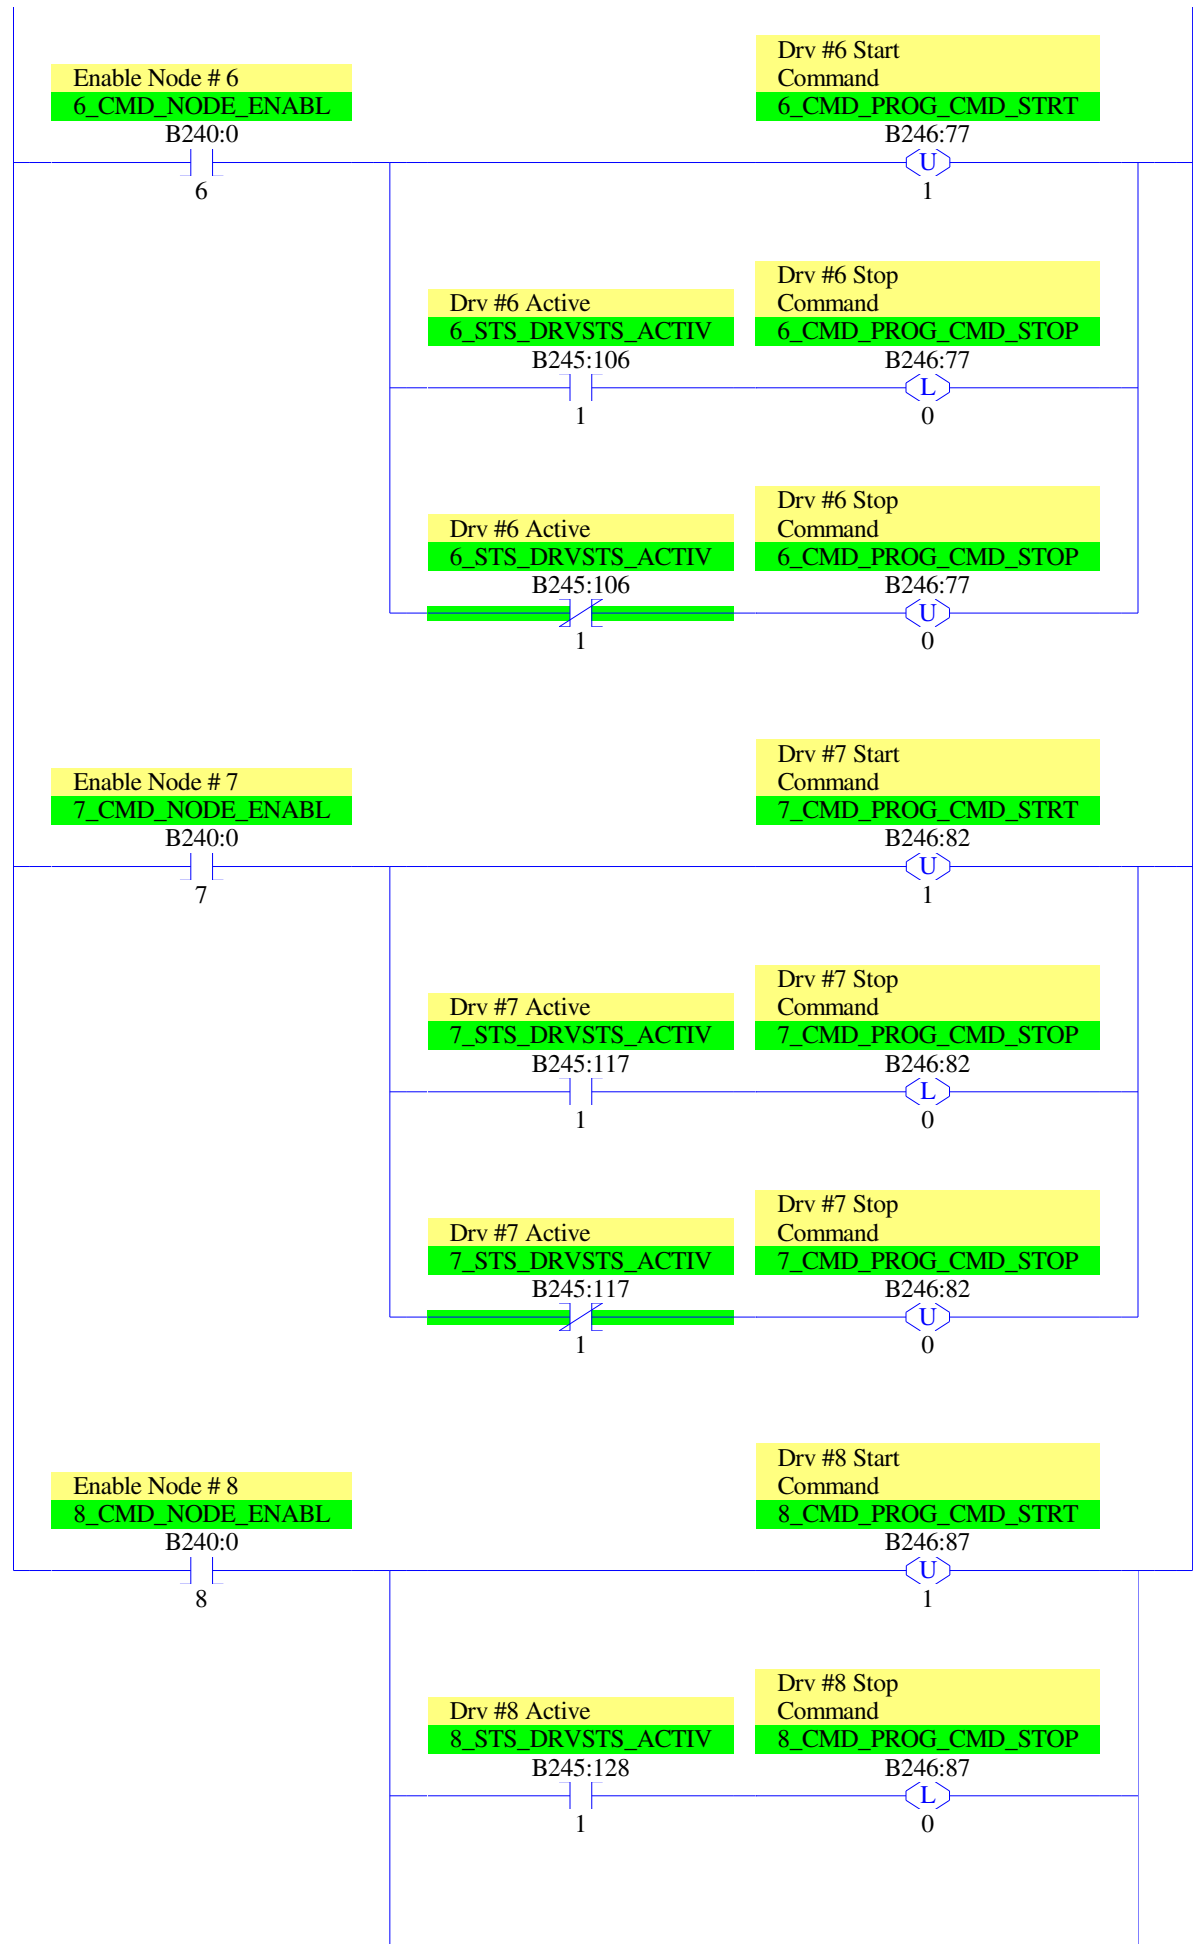 Drv #6 Start
Enable Node # 6
Command
6_CMD_NODE_ENABL
6_CMD_PROG_CMD_STRT
B240:0
B246:77
U
6
1
Drv #6 Stop
Drv #6 Active
Command
6_STS_DRVSTS_ACTIV
6_CMD_PROG_CMD_STOP
B245:106
B246:77
L
1
0
Drv #6 Stop
Drv #6 Active
Command
6_STS_DRVSTS_ACTIV
6_CMD_PROG_CMD_STOP
B245:106
B246:77
U
1
0
Drv #7 Start
Enable Node # 7
Command
7_CMD_NODE_ENABL
7_CMD_PROG_CMD_STRT
B240:0
B246:82
U
7
1
Drv #7 Stop
Drv #7 Active
Command
7_STS_DRVSTS_ACTIV
7_CMD_PROG_CMD_STOP
B245:117
B246:82
L
1
0
Drv #7 Stop
Drv #7 Active
Command
7_STS_DRVSTS_ACTIV
7_CMD_PROG_CMD_STOP
B245:117
B246:82
U
1
0
Drv #8 Start
Enable Node # 8
Command
8_CMD_NODE_ENABL
8_CMD_PROG_CMD_STRT
B240:0
B246:87
U
8
1
Drv #8 Stop
Drv #8 Active
Command
8_STS_DRVSTS_ACTIV
8_CMD_PROG_CMD_STOP
B245:128
B246:87
L
1
0